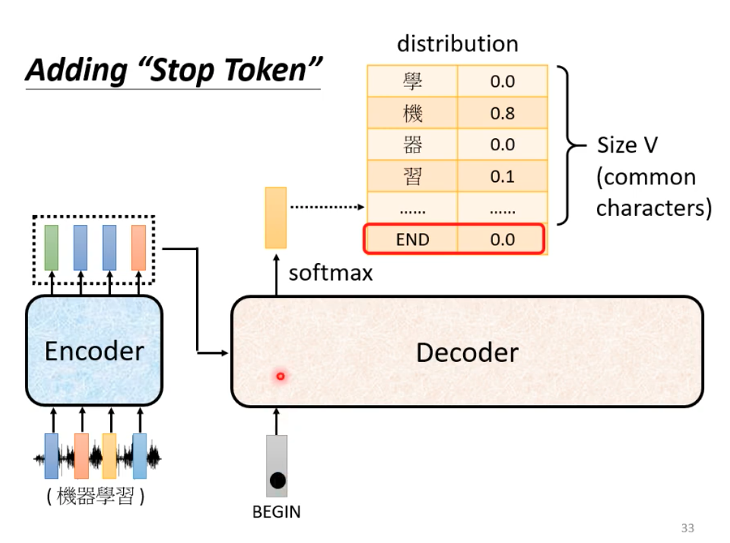 Adding “Stop Token”
distribution
學 0.0
機 0.8
器 0.0
習 0.1
...... ......
END 0.0
Size V
(common
characters)
softmax
Encoder
Decoder
( 機器學習 )
BEGIN
33